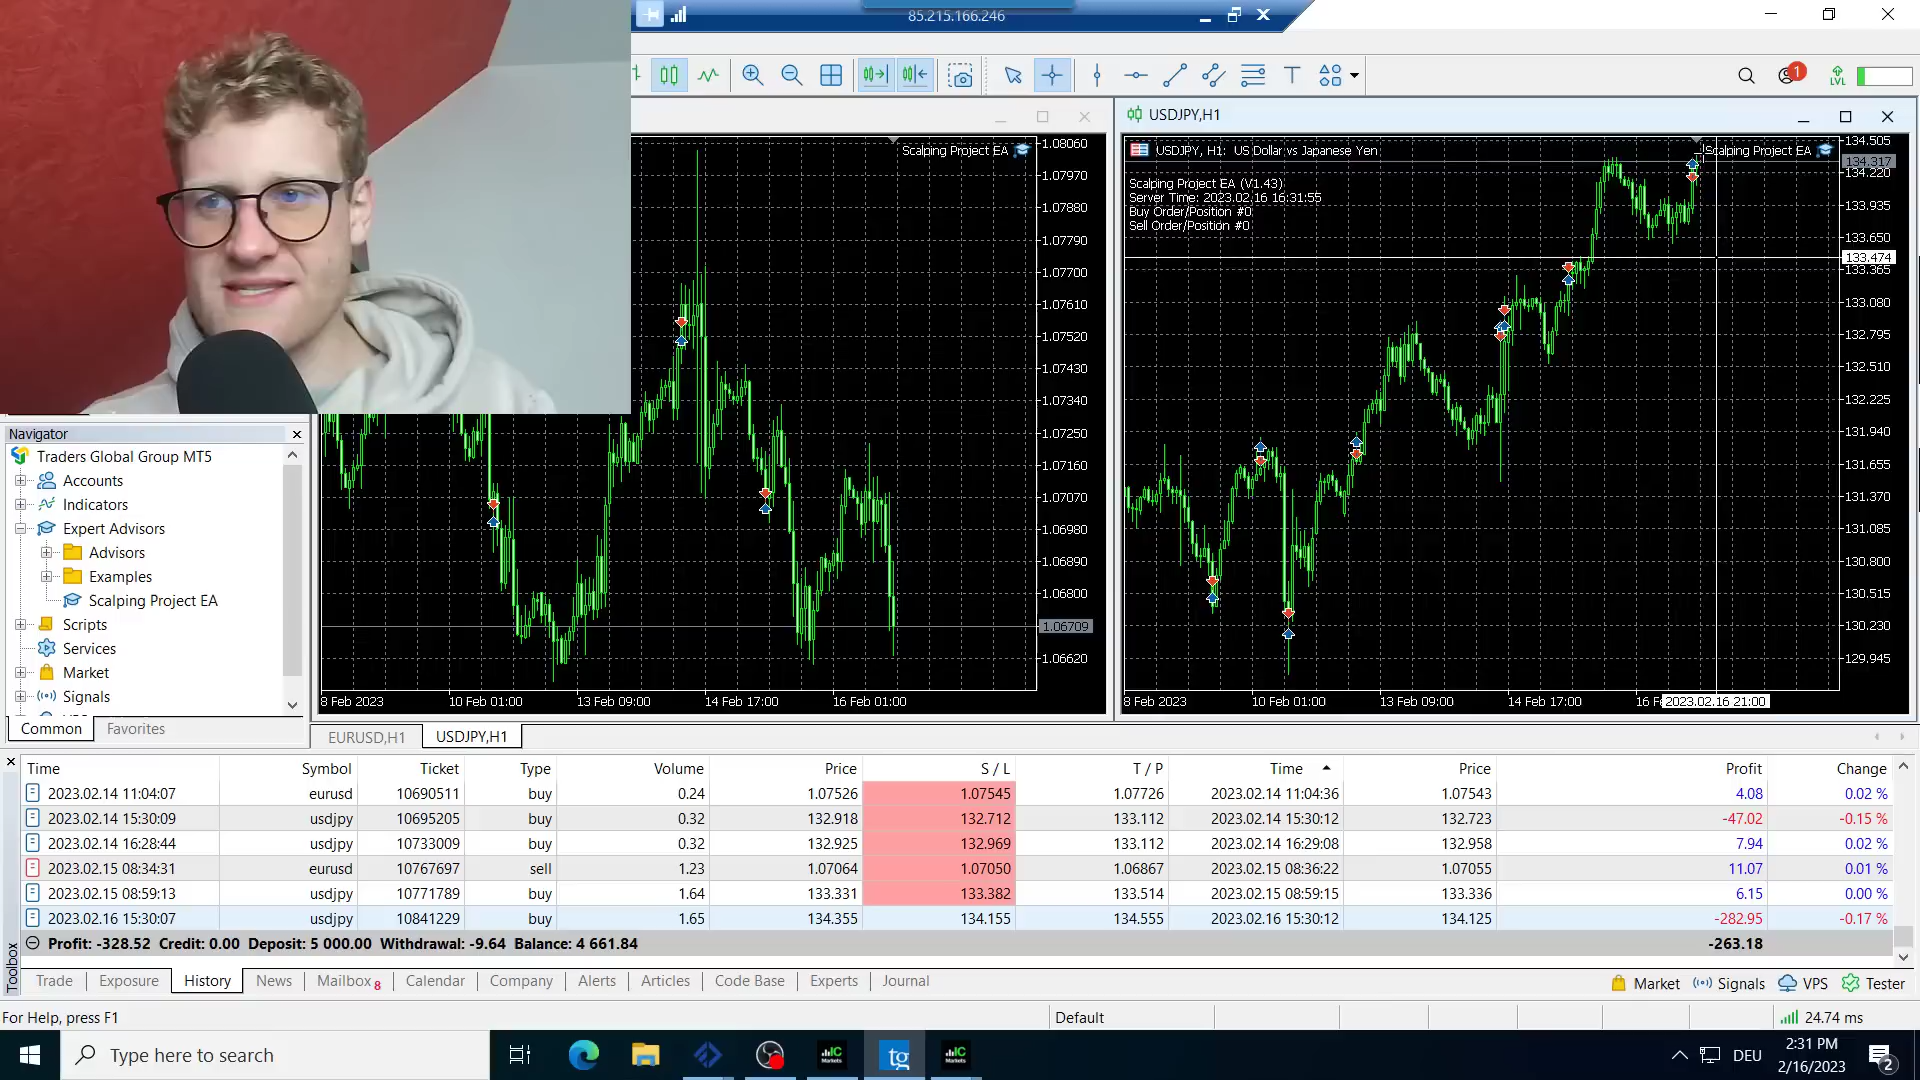 85.215.166.246
1
LVL
USDJPY,H1
Scalping Project EA
1.08060
1.07970
1.07880
1.07790
1.07700
1.07610
1.07520
1.07430
1.07340
1.07250
1.07160
1.07070
1.06980
1.06890
1.06800
1.06709
1.06620
8 Feb 2023
10 Feb 01:00
13 Feb 09:00
14 Feb 17:00
16 Feb 01:00
USDJPY, H1: US Dollar vs Japanese Yen
Scalping Project EA
Scalping Project EA (V1.43)
Server Time: 2023.02.16 16:31:55
Buy Order/Position #0
Sell Order/Position #0
134.505
134.317
134.220
133.935
133.650
133.474
133.365
133.080
132.795
132.510
132.225
131.940
131.655
131.370
131.085
130.800
130.515
130.230
129.945
8 Feb 2023
10 Feb 01:00
13 Feb 09:00
14 Feb 17:00
2023.02.16 21:00
Navigator
Traders Global Group MT5
Accounts
Indicators
Expert Advisors
Advisors
Examples
Scalping Project EA
Scripts
Services
Market
Signals
Common
Favorites
EURUSD,H1
USDJPY,H1
Time Symbol Ticket Type Volume Price S / L T / P Time Price Profit Change
2023.02.14 11:04:07 eurusd 10690511 buy 0.24 1.07526 1.07545 1.07726 2023.02.14 11:04:36 1.07543 4.08 0.02 %
2023.02.14 15:30:09 usdjpy 10695205 buy 0.32 132.918 132.712 133.112 2023.02.14 15:30:12 132.723 -47.02 -0.15 %
2023.02.14 16:28:44 usdjpy 10733009 buy 0.32 132.925 132.969 133.112 2023.02.14 16:29:08 132.958 7.94 0.02 %
2023.02.15 08:34:31 eurusd 10767697 sell 1.23 1.07064 1.07050 1.06867 2023.02.15 08:36:22 1.07055 11.07 0.01 %
2023.02.15 08:59:13 usdjpy 10771789 buy 1.64 133.331 133.382 133.514 2023.02.15 08:59:15 133.336 6.15 0.00 %
2023.02.16 15:30:07 usdjpy 10841229 buy 1.65 134.355 134.155 134.555 2023.02.16 15:30:12 134.125 -282.95 -0.17 %
Profit: -328.52 Credit: 0.00 Deposit: 5 000.00 Withdrawal: -9.64 Balance: 4 661.84 -263.18
Toolbox
Trade Exposure History News Mailbox 8 Calendar Company Alerts Articles Code Base Experts Journal
Market Signals VPS Tester
For Help, press F1
Default
24.74 ms
Type here to search
IC Markets
tg
IC Markets
DEU
2:31 PM
2/16/2023
2